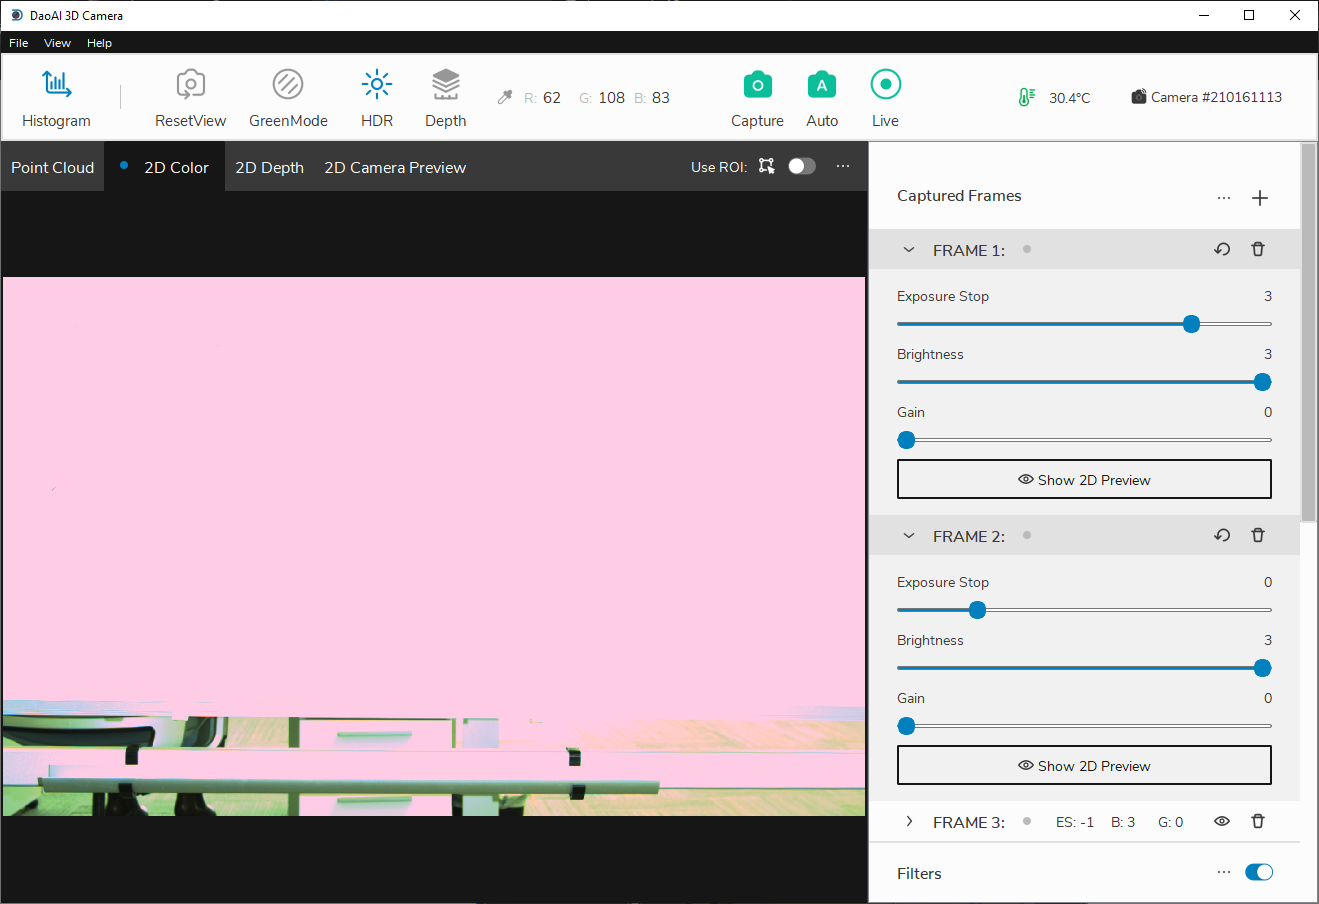 DaoAI 3D Camera
File View Help
Histogram ResetView GreenMode HDR Depth R: 62 G: 108 B: 83 Capture A Auto Live 30.4°C Camera #210161113
Point Cloud 2D Color 2D Depth 2D Camera Preview Use ROI: ...
Captured Frames ...
FRAME 1:
Exposure Stop 3
Brightness 3
Gain 0
Show 2D Preview
FRAME 2:
Exposure Stop 0
Brightness 3
Gain 0
Show 2D Preview
FRAME 3: ES: -1 B: 3 G: 0
Filters ...